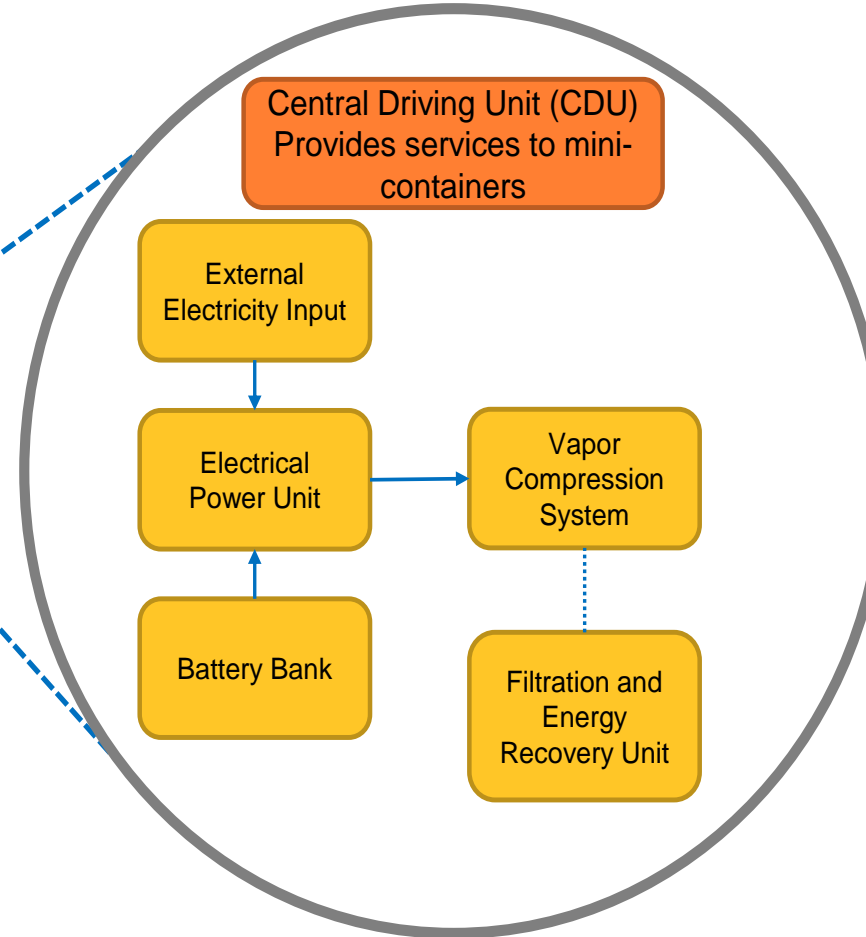 Central Driving Unit (CDU)
Provides services to mini-
containers
External
Electricity Input
Electrical
Power Unit
Vapor
Compression
System
Battery Bank
Filtration and
Energy
Recovery Unit